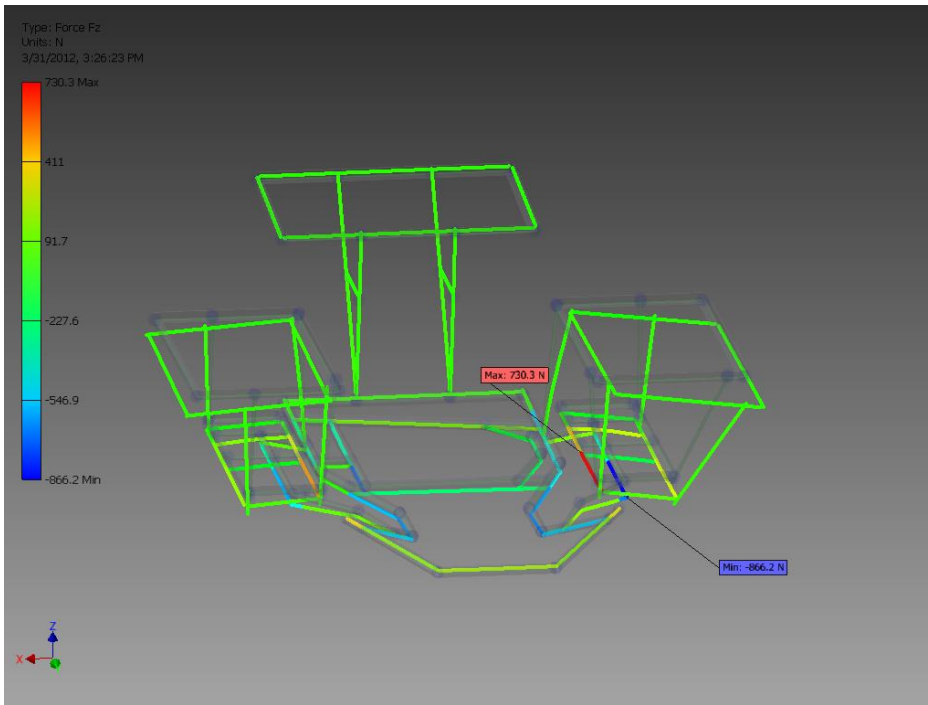 Type: Force Fz
Units: N
3/31/2012, 3:26:23 PM
730.3 Max
411
91.7
-227.6
-546.9
-866.2 Min
Max: 730.3 N
Min: -866.2 N
Z
X